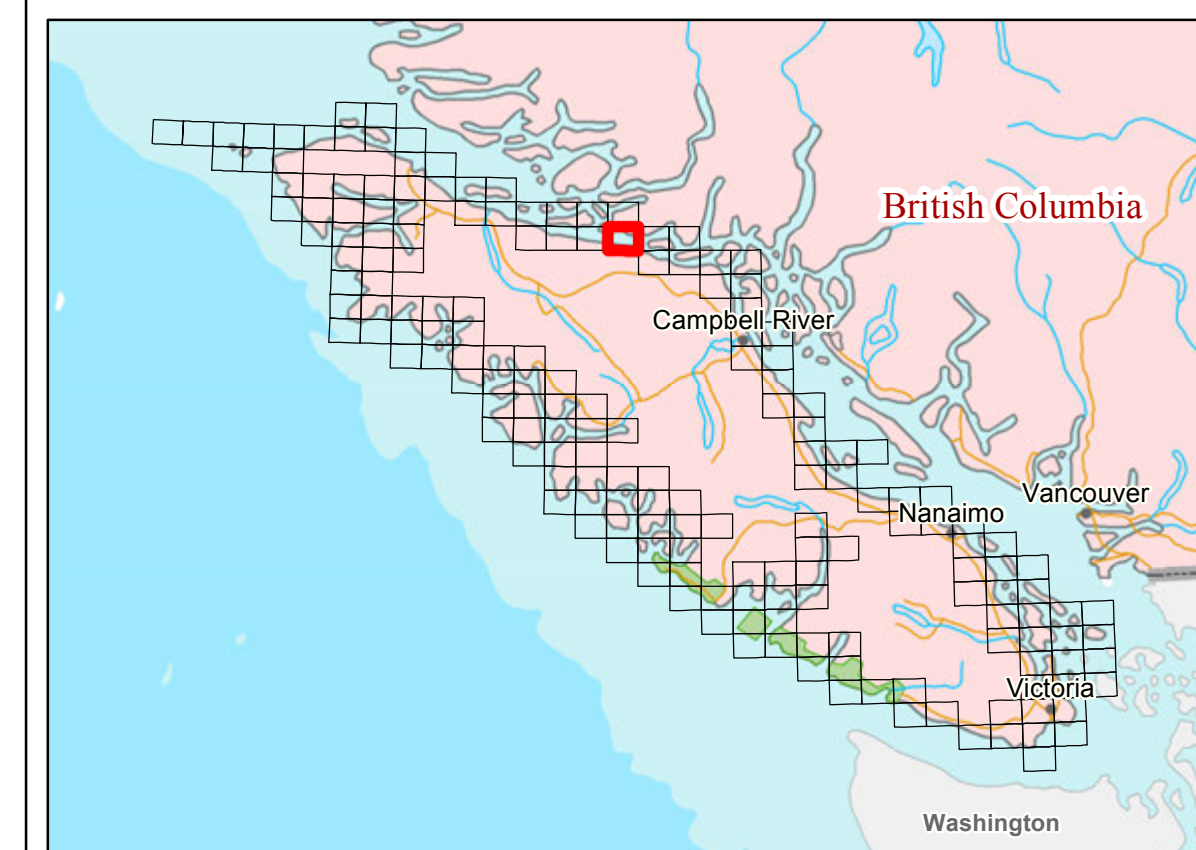 British Columbia
Campbell River
Vancouver
Nanaimo
Victoria
Washington